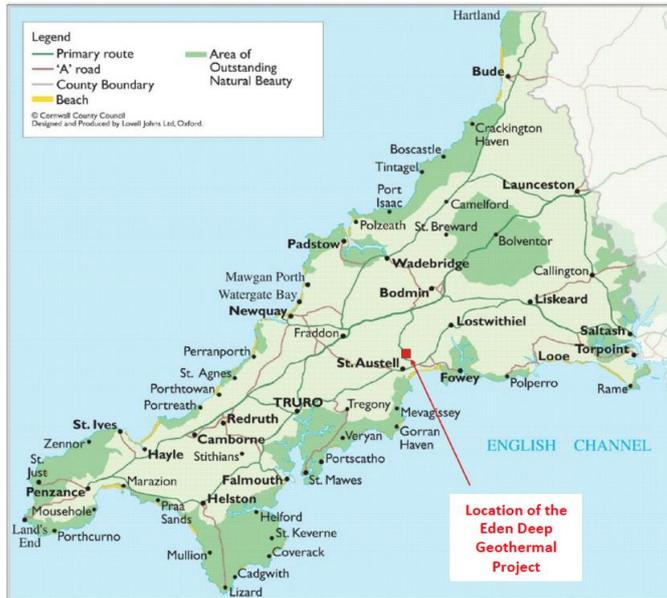 Legend
Primary route
'A' road
County Boundary
Beach
Area of
Outstanding
Natural Beauty
© Cornwall County Council
Designed and Produced by Lovell Johns Ltd, Oxford.
Hartland
Bude
Crackington
Haven
Boscastle
Tintagel
Launceston
Port
Isaac
Camelford
Polzeath
St. Breward
Padstow
Bolventor
Wadebridge
Mawgan Porth
Callington
Watergate Bay
Bodmin
Newquay
Liskeard
Lostwithiel
Fraddon
Saltash
Perranporth
Torpoint
Looe
St. Agnes
St. Austell
Fowey
Porthtowan
Polperro
Rame
Portreath
TRURO
Tregony
Mevagissey
St. Ives
Redruth
Gorran
Haven
Zennor
Camborne
Veryan
ENGLISH CHANNEL
Hayle
Stithians
St.
Just
Portscatho
Falmouth
St. Mawes
Marazion
Penzance
Helston
Mousehole
Praa
Sands
Helford
Land's
End
Porthcurno
St. Keverne
Mullion
Coverack
Cadgwith
Lizard
Location of the
Eden Deep
Geothermal
Project